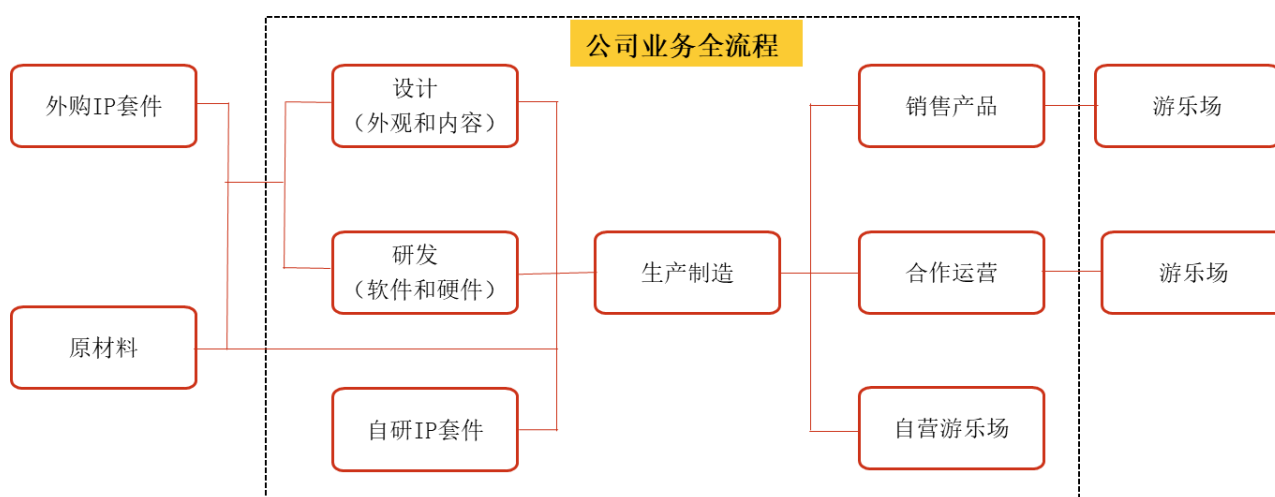 公司业务全流程
外购IP套件
设计
（外观和内容）
销售产品
游乐场
研发
（软件和硬件）
生产制造
合作运营
游乐场
原材料
自研IP套件
自营游乐场